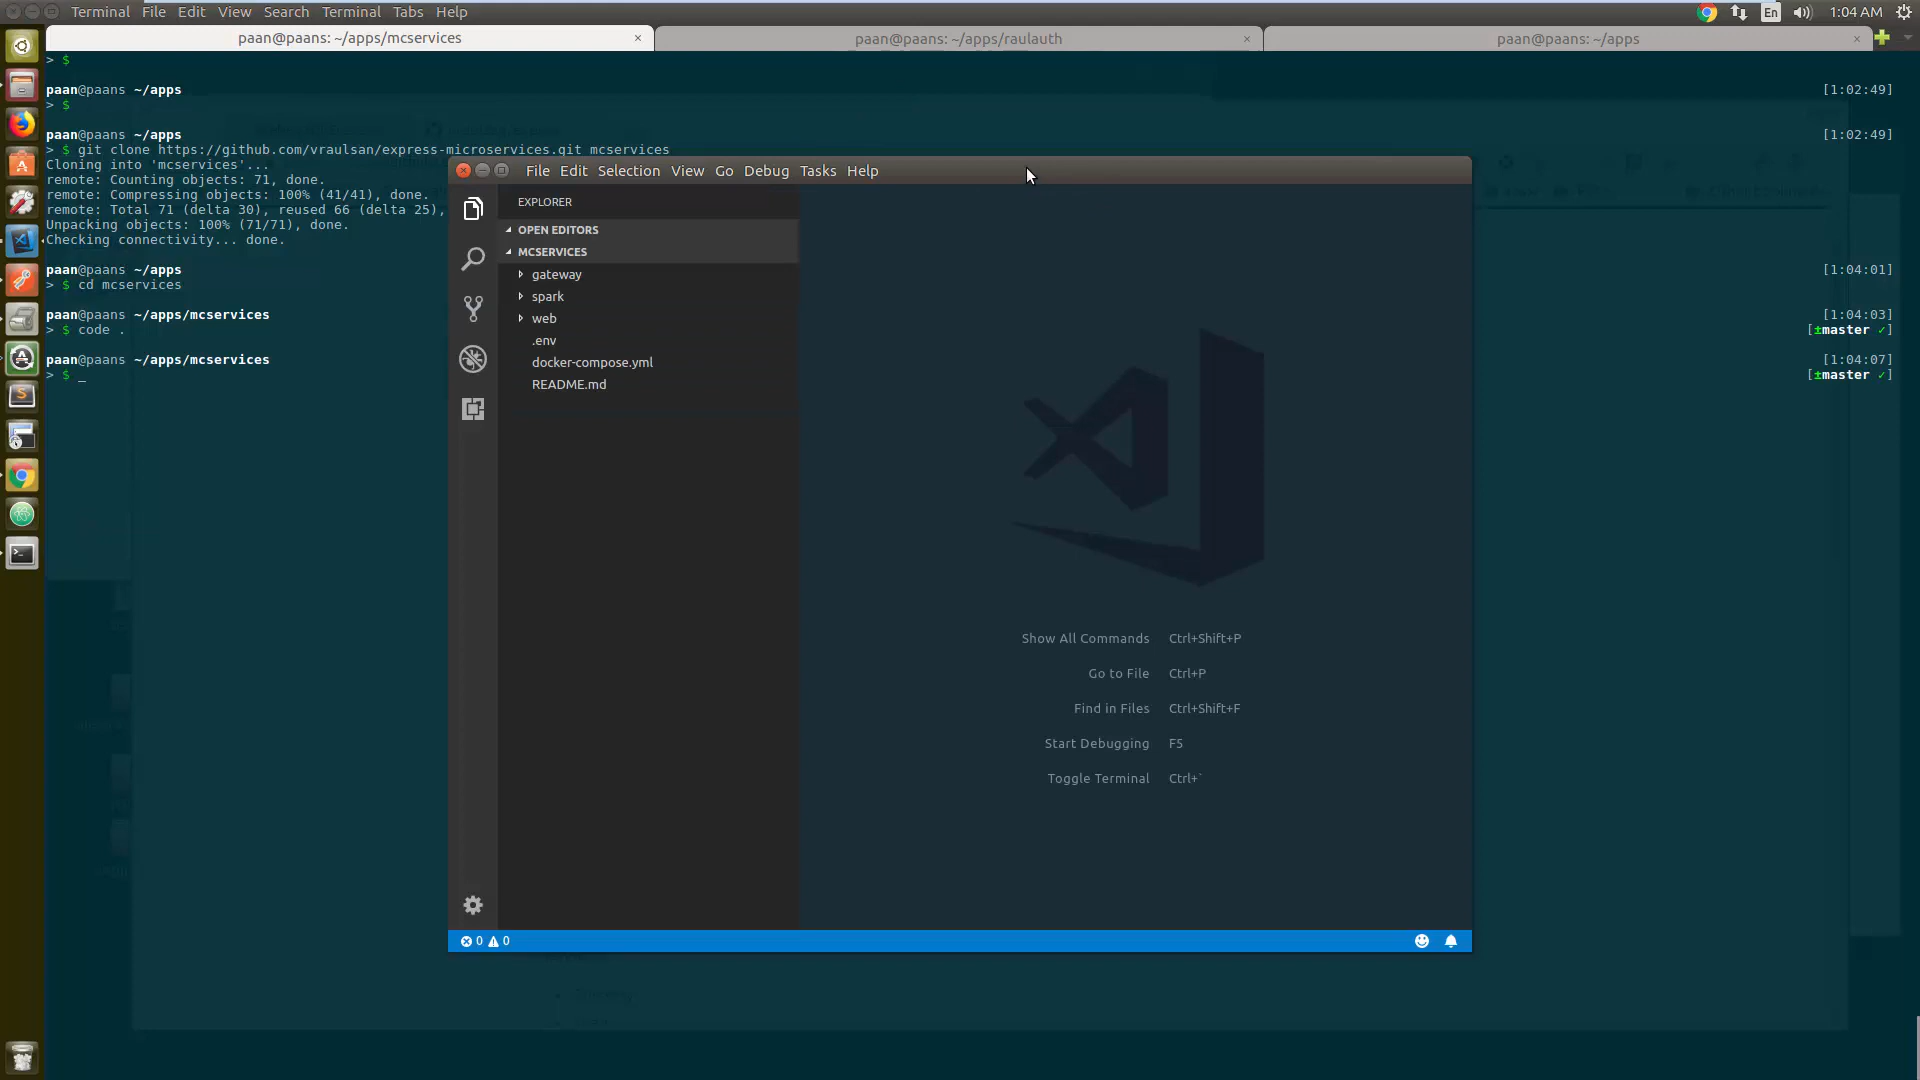 Terminal File Edit View Search Terminal Tabs Help
En 1:04 AM
paan@paans: ~/apps/mcservices ×
paan@paans: ~/apps/raulauth ×
paan@paans: ~/apps ×
> $
paan@paans ~/apps [1:02:49]
> $
paan@paans ~/apps [1:02:49]
> $ git clone https://github.com/vraulsan/express-microservices.git mcservices
Cloning into 'mcservices'...
remote: Counting objects: 71, done.
remote: Compressing objects: 100% (41/41), done.
remote: Total 71 (delta 30), reused 66 (delta 25),
Unpacking objects: 100% (71/71), done.
Checking connectivity... done.
paan@paans ~/apps [1:04:01]
> $ cd mcservices
paan@paans ~/apps/mcservices [1:04:03]
> $ code . [±master ✓]
paan@paans ~/apps/mcservices [1:04:07]
> $ _ [±master ✓]
File Edit Selection View Go Debug Tasks Help
EXPLORER
OPEN EDITORS
MCSERVICES
gateway
spark
web
.env
docker-compose.yml
README.md
Show All Commands Ctrl+Shift+P
Go to File Ctrl+P
Find in Files Ctrl+Shift+F
Start Debugging F5
Toggle Terminal Ctrl+`
0 0